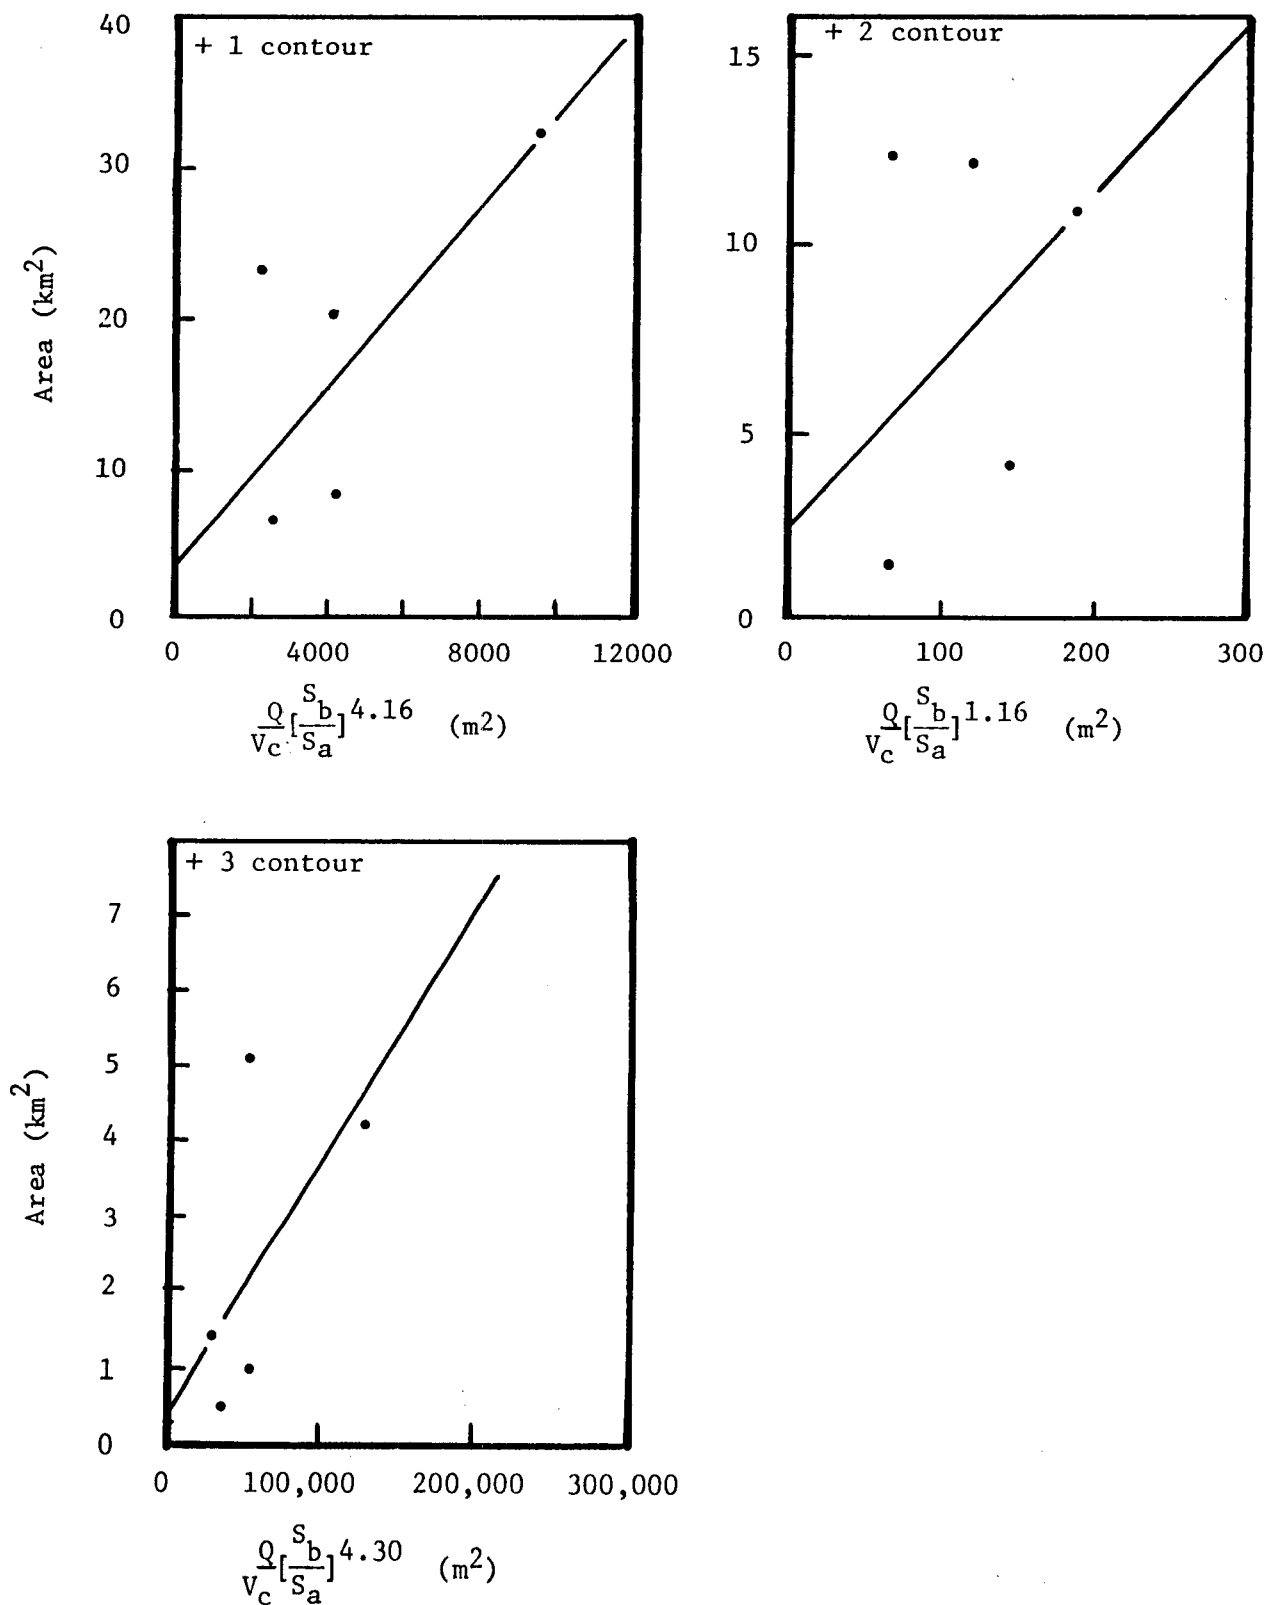 + 1 contour
40
30
20
10
0
Area (km²)
0 4000 8000 12000
Q/Vc [Sb/Sa]^4.16 (m²)
+ 2 contour
15
10
5
0
0 100 200 300
Q/Vc [Sb/Sa]^1.16 (m²)
+ 3 contour
7
6
5
4
3
2
1
0
Area (km²)
0 100,000 200,000 300,000
Q/Vc [Sb/Sa]^4.30 (m²)